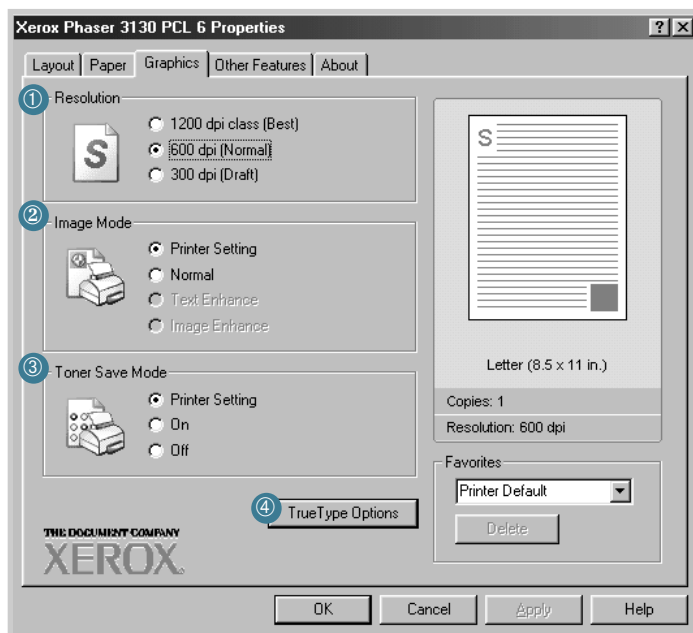 Xerox Phaser 3130 PCL 6 Properties
? X
Layout Paper Graphics Other Features About
① Resolution
S
1200 dpi class (Best)
600 dpi (Normal)
300 dpi (Draft)
② Image Mode
Printer Setting
Normal
Text Enhance
Image Enhance
③ Toner Save Mode
Printer Setting
On
Off
④ TrueType Options
THE DOCUMENT COMPANY
XEROX
S
Letter (8.5 x 11 in.)
Copies: 1
Resolution: 600 dpi
Favorites
Printer Default
Delete
OK Cancel Apply Help